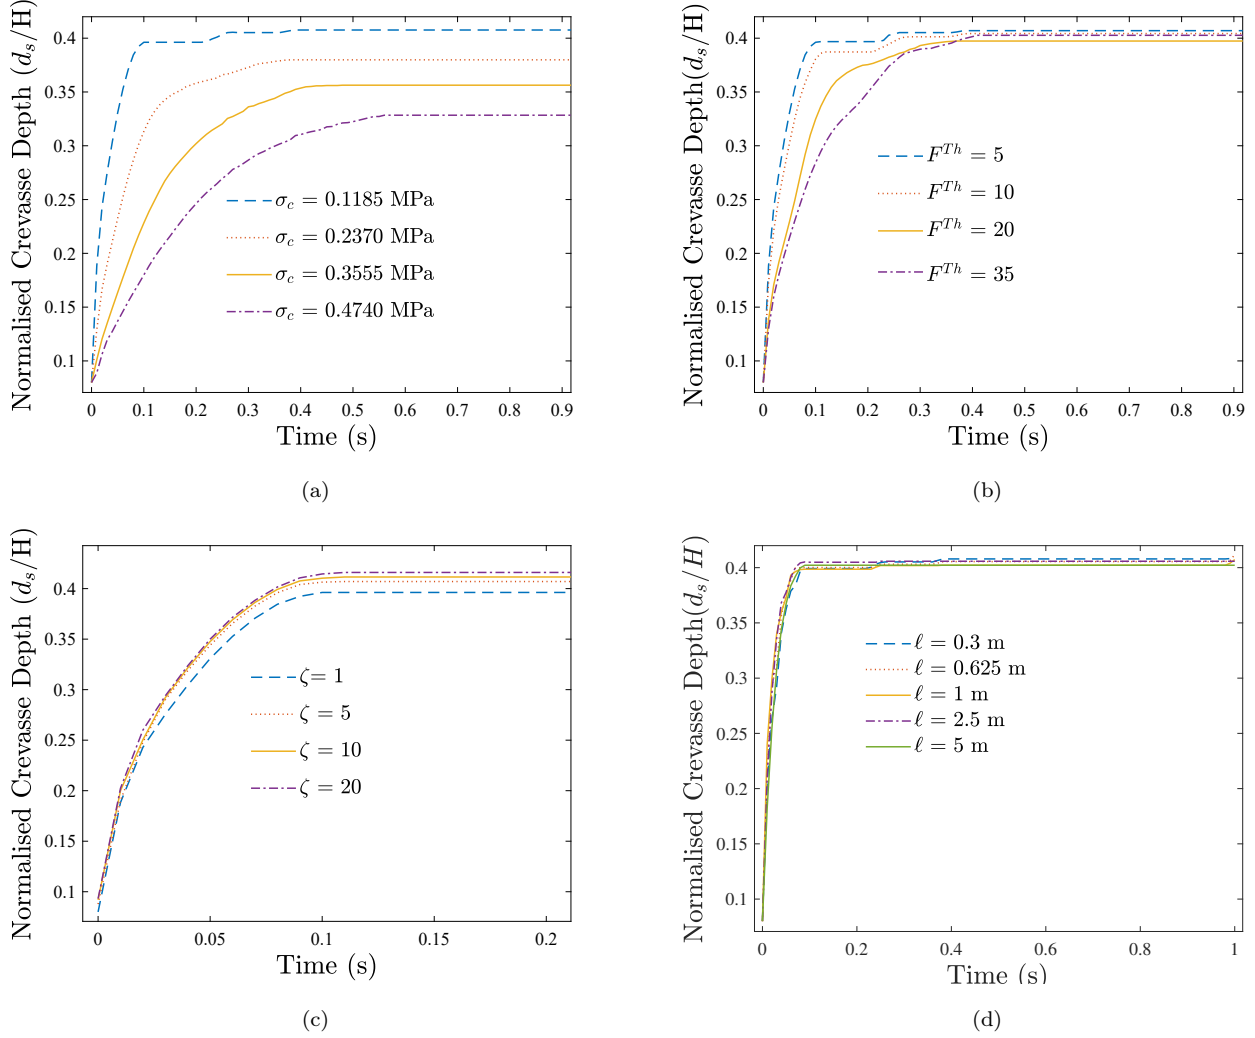 Normalised Crevasse Depth (d_s/H)
0.4
0.35
0.3
0.25
0.2
0.15
0.1
σ_c = 0.1185 MPa
σ_c = 0.2370 MPa
σ_c = 0.3555 MPa
σ_c = 0.4740 MPa
0 0.1 0.2 0.3 0.4 0.5 0.6 0.7 0.8 0.9
Time (s)
(a)
Normalised Crevasse Depth(d_s/H)
0.4
0.35
0.3
0.25
0.2
0.15
0.1
F^{Th} = 5
F^{Th} = 10
F^{Th} = 20
F^{Th} = 35
0 0.1 0.2 0.3 0.4 0.5 0.6 0.7 0.8 0.9
Time (s)
(b)
Normalised Crevasse Depth (d_s/H)
0.4
0.35
0.3
0.25
0.2
0.15
0.1
ζ= 1
ζ = 5
ζ = 10
ζ = 20
0 0.05 0.1 0.15 0.2
Time (s)
(c)
Normalised Crevasse Depth(d_s/H)
0.4
0.35
0.3
0.25
0.2
0.15
0.1
ℓ = 0.3 m
ℓ = 0.625 m
ℓ = 1 m
ℓ = 2.5 m
ℓ = 5 m
0 0.2 0.4 0.6 0.8 1
Time (s)
(d)